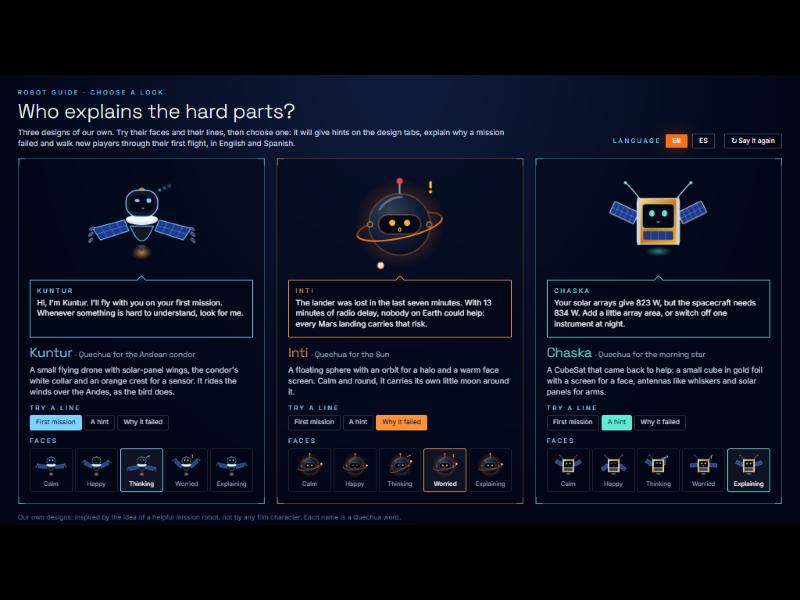 ROBOT GUIDE · CHOOSE A LOOK
Who explains the hard parts?
Three designs of our own. Try their faces and their lines, then choose one: it will give hints on the design tabs, explain why a mission
failed and walk new players through their first flight, in English and Spanish.
LANGUAGE EN ES ↻ Say it again
KUNTUR
Hi, I'm Kuntur. I'll fly with you on your first mission.
Whenever something is hard to understand, look for me.
Kuntur · Quechua for the Andean condor
A small flying drone with solar-panel wings, the condor's
white collar and an orange crest for a sensor. It rides the
winds over the Andes, as the bird does.
TRY A LINE
First mission A hint Why it failed
FACES
Calm Happy Thinking Worried Explaining
INTI
The lander was lost in the last seven minutes. With 13
minutes of radio delay, nobody on Earth could help:
every Mars landing carries that risk.
Inti · Quechua for the Sun
A floating sphere with an orbit for a halo and a warm face
screen. Calm and round, it carries its own little moon around
it.
TRY A LINE
First mission A hint Why it failed
FACES
Calm Happy Thinking Worried Explaining
CHASKA
Your solar arrays give 823 W, but the spacecraft needs
834 W. Add a little array area, or switch off one
instrument at night.
Chaska · Quechua for the morning star
A CubeSat that came back to help: a small cube in gold foil
with a screen for a face, antennas like whiskers and solar
panels for arms.
TRY A LINE
First mission A hint Why it failed
FACES
Calm Happy Thinking Worried Explaining
Our own designs: inspired by the idea of a helpful mission robot, not by any film character. Each name is a Quechua word.